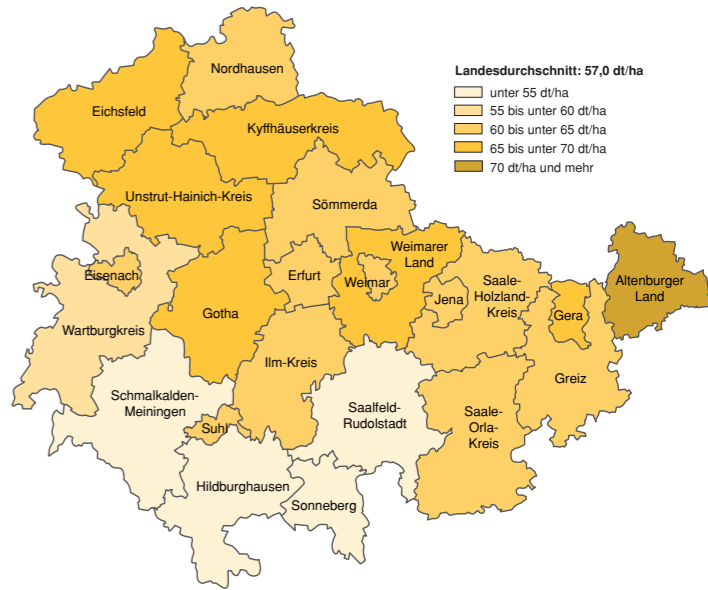 Landesdurchschnitt: 57,0 dt/ha
unter 55 dt/ha
55 bis unter 60 dt/ha
60 bis unter 65 dt/ha
65 bis unter 70 dt/ha
70 dt/ha und mehr
Nordhausen
Eichsfeld
Kyffhäuserkreis
Unstrut-Hainich-Kreis
Sömmerda
Weimarer
Land
Eisenach
Erfurt
Weimar
Saale-
Holzland-
Kreis
Altenburger
Land
Jena
Gera
Gotha
Wartburgkreis
Ilm-Kreis
Greiz
Schmalkalden-
Meiningen
Saalfeld-
Rudolstadt
Saale-
Orla-
Kreis
Suhl
Hildburghausen
Sonneberg